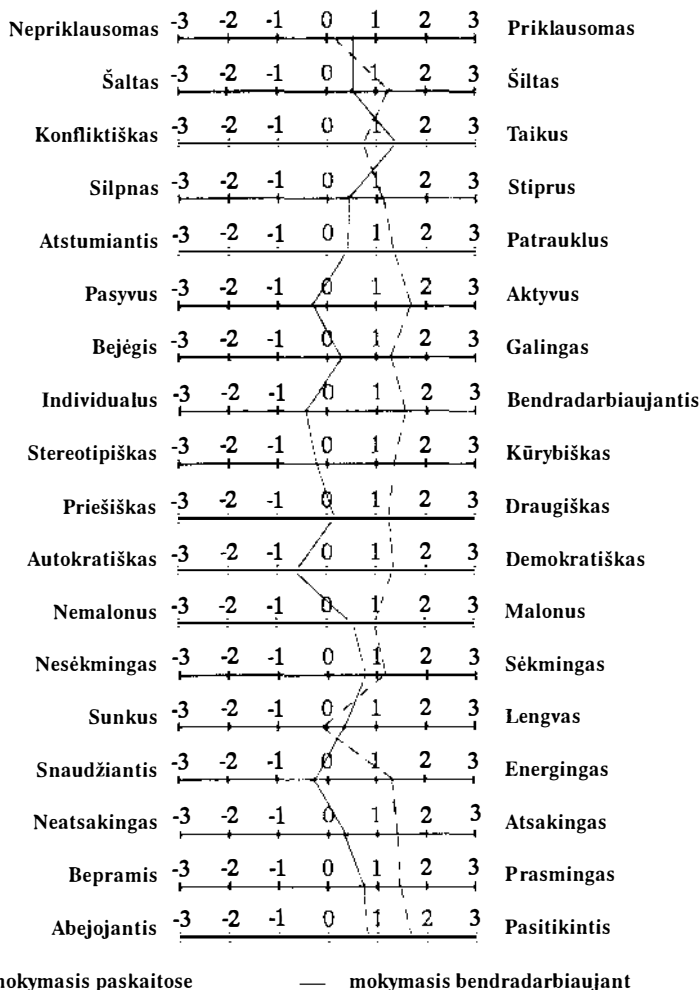 Nepriklausomas -3 -2 -1 0 1 2 3 Priklausomas
Šaltas -3 -2 -1 0 1 2 3 Šiltas
Konfliktiškas -3 -2 -1 0 1 2 3 Taikus
Silpnas -3 -2 -1 0 1 2 3 Stiprus
Atstumiantis -3 -2 -1 0 1 2 3 Patrauklus
Pasyvus -3 -2 -1 0 1 2 3 Aktyvus
Bejėgis -3 -2 -1 0 1 2 3 Galingas
Individualus -3 -2 -1 0 1 2 3 Bendradarbiaujantis
Stereotipiškas -3 -2 -1 0 1 2 3 Kūrybiškas
Priešiškas -3 -2 -1 0 1 2 3 Draugiškas
Autokratiškas -3 -2 -1 0 1 2 3 Demokratiškas
Nemalonus -3 -2 -1 0 1 2 3 Malonus
Nesėkmingas -3 -2 -1 0 1 2 3 Sėkmingas
Sunkus -3 -2 -1 0 1 2 3 Lengvas
Snaudžiantis -3 -2 -1 0 1 2 3 Energingas
Neatsakingas -3 -2 -1 0 1 2 3 Atsakingas
Bepramis -3 -2 -1 0 1 2 3 Prasmingas
Abejojantis -3 -2 -1 0 1 2 3 Pasitikintis
mokymasis paskaitose — mokymasis bendradarbiaujant